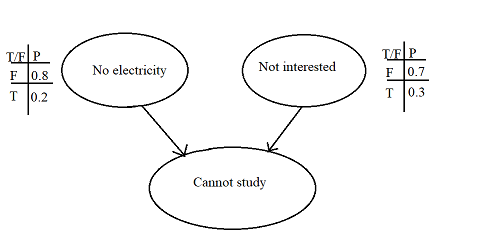 T/F P
F 0.8
T 0.2
No electricity
Not interested
T/F P
F 0.7
T 0.3
Cannot study